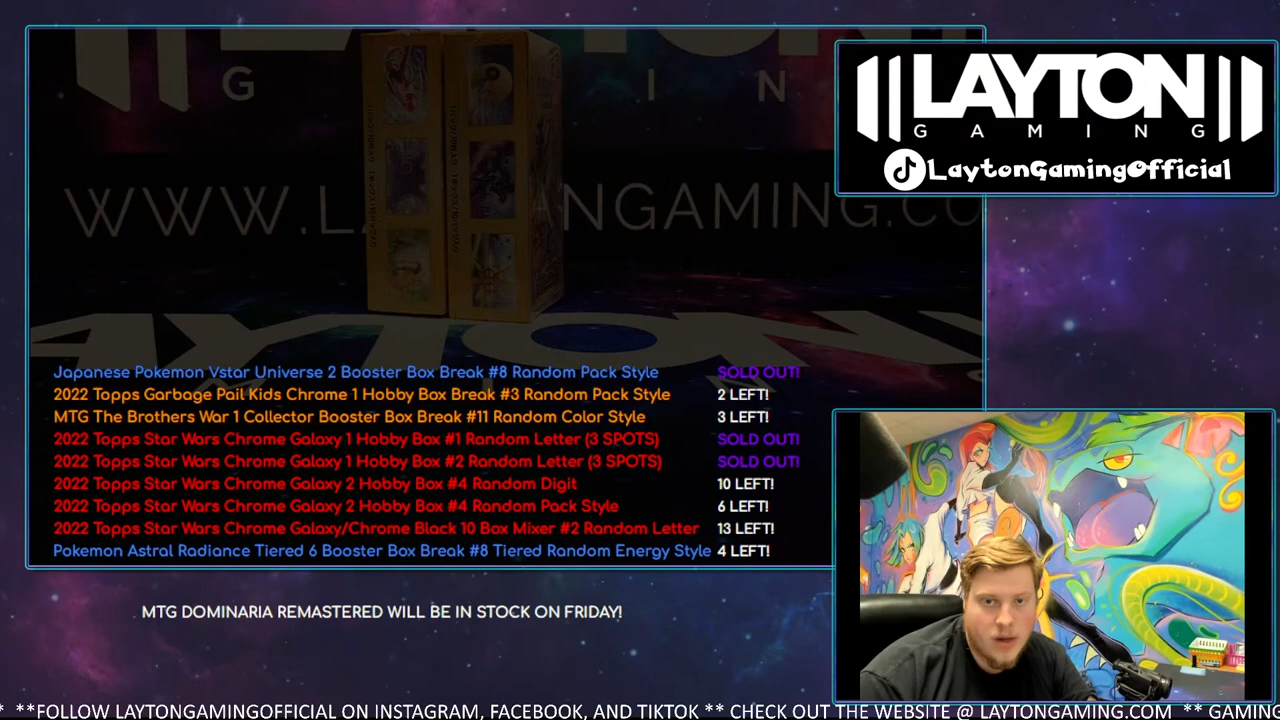 LAYTON
GAMING
LaytonGamingOfficial
G I N
WWW.LA NGAMING.CO
AYTON
Japanese Pokemon Vstar Universe 2 Booster Box Break #8 Random Pack Style SOLD OUT!
2022 Topps Garbage Pail Kids Chrome 1 Hobby Box Break #3 Random Pack Style 2 LEFT!
MTG The Brothers War 1 Collector Booster Box Break #11 Random Color Style 3 LEFT!
2022 Topps Star Wars Chrome Galaxy 1 Hobby Box #1 Random Letter (3 SPOTS) SOLD OUT!
2022 Topps Star Wars Chrome Galaxy 1 Hobby Box #2 Random Letter (3 SPOTS) SOLD OUT!
2022 Topps Star Wars Chrome Galaxy 2 Hobby Box #4 Random Digit 10 LEFT!
2022 Topps Star Wars Chrome Galaxy 2 Hobby Box #4 Random Pack Style 6 LEFT!
2022 Topps Star Wars Chrome Galaxy/Chrome Black 10 Box Mixer #2 Random Letter 13 LEFT!
Pokemon Astral Radiance Tiered 6 Booster Box Break #8 Tiered Random Energy Style 4 LEFT!
MTG DOMINARIA REMASTERED WILL BE IN STOCK ON FRIDAY!
* **FOLLOW LAYTONGAMINGOFFICIAL ON INSTAGRAM, FACEBOOK, AND TIKTOK ** CHECK OUT THE WEBSITE @ LAYTONGAMING.COM ** GAMING